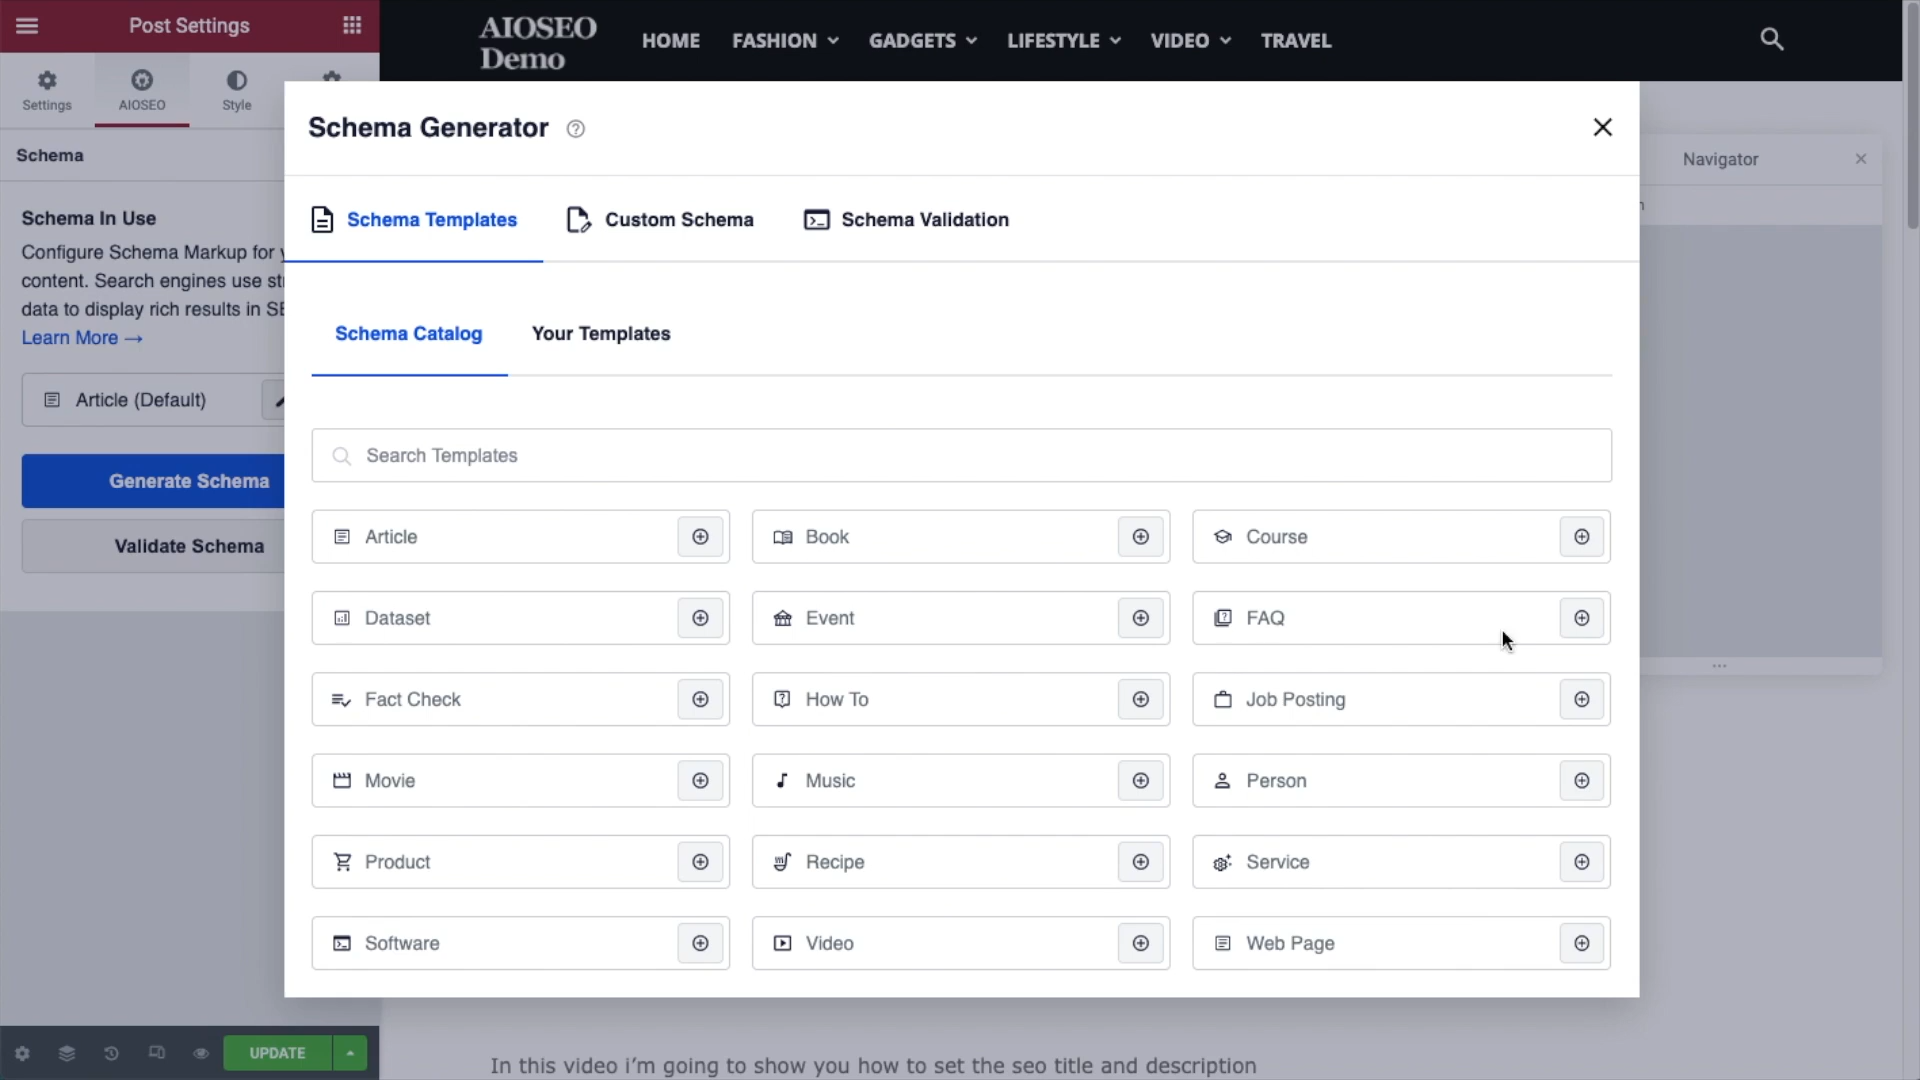 Post Settings
AIOSEO
Demo
HOME
FASHION
GADGETS
LIFESTYLE
VIDEO
TRAVEL
Settings
AIOSEO
Style
Schema
Schema In Use
Configure Schema Markup for
content. Search engines use
data to display rich results in
Learn More →
Article (Default)
Generate Schema
Validate Schema
Schema Generator
Schema Templates
Custom Schema
Schema Validation
Schema Catalog
Your Templates
Search Templates
Article
Book
Course
Dataset
Event
FAQ
Fact Check
How To
Job Posting
Movie
Music
Person
Product
Recipe
Service
Software
Video
Web Page
Navigator
UPDATE
In this video i'm going to show you how to set the seo title and description